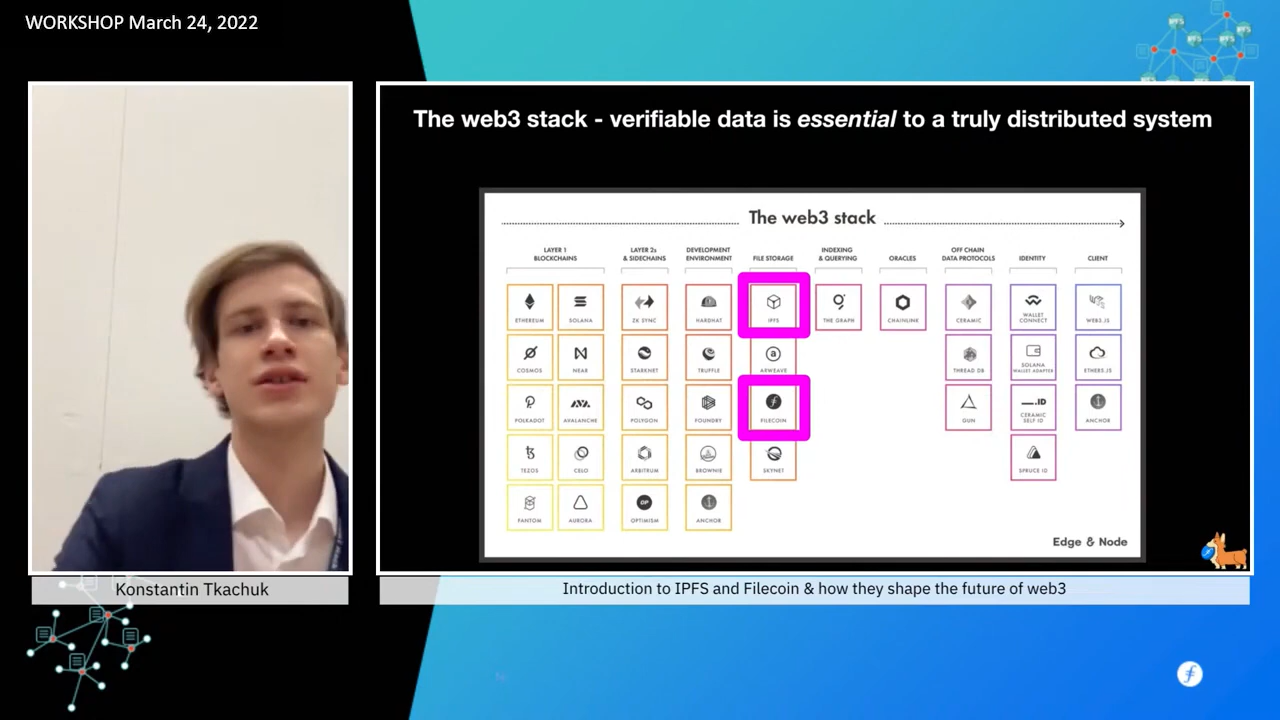 WORKSHOP March 24, 2022
The web3 stack - verifiable data is essential to a truly distributed system
The web3 stack
LAYER 1
BLOCKCHAINS
LAYER 2s
& SIDECHAINS
DEVELOPMENT
ENVIRONMENT
FILE STORAGE
INDEXING
& QUERYING
ORACLES
OFF CHAIN
DATA PROTOCOLS
IDENTITY
CLIENT
ETHEREUM
SOLANA
ZK SYNC
HARDHAT
IPFS
THE GRAPH
CHAINLINK
CERAMIC
WALLET
CONNECT
WEB3.JS
COSMOS
NEAR
STARKNET
TRUFFLE
ARWEAVE
THREAD DB
SOLANA
WALLET ADAPTER
ETHERS.JS
POLKADOT
AVALANCHE
POLYGON
FOUNDRY
FILECOIN
GUN
.ID
CERAMIC
SELF ID
ANCHOR
TEZOS
CELO
ARBITRUM
BROWNIE
SKYNET
SPRUCE ID
FANTOM
AURORA
OP
OPTIMISM
ANCHOR
Edge & Node
Konstantin Tkachuk
Introduction to IPFS and Filecoin & how they shape the future of web3